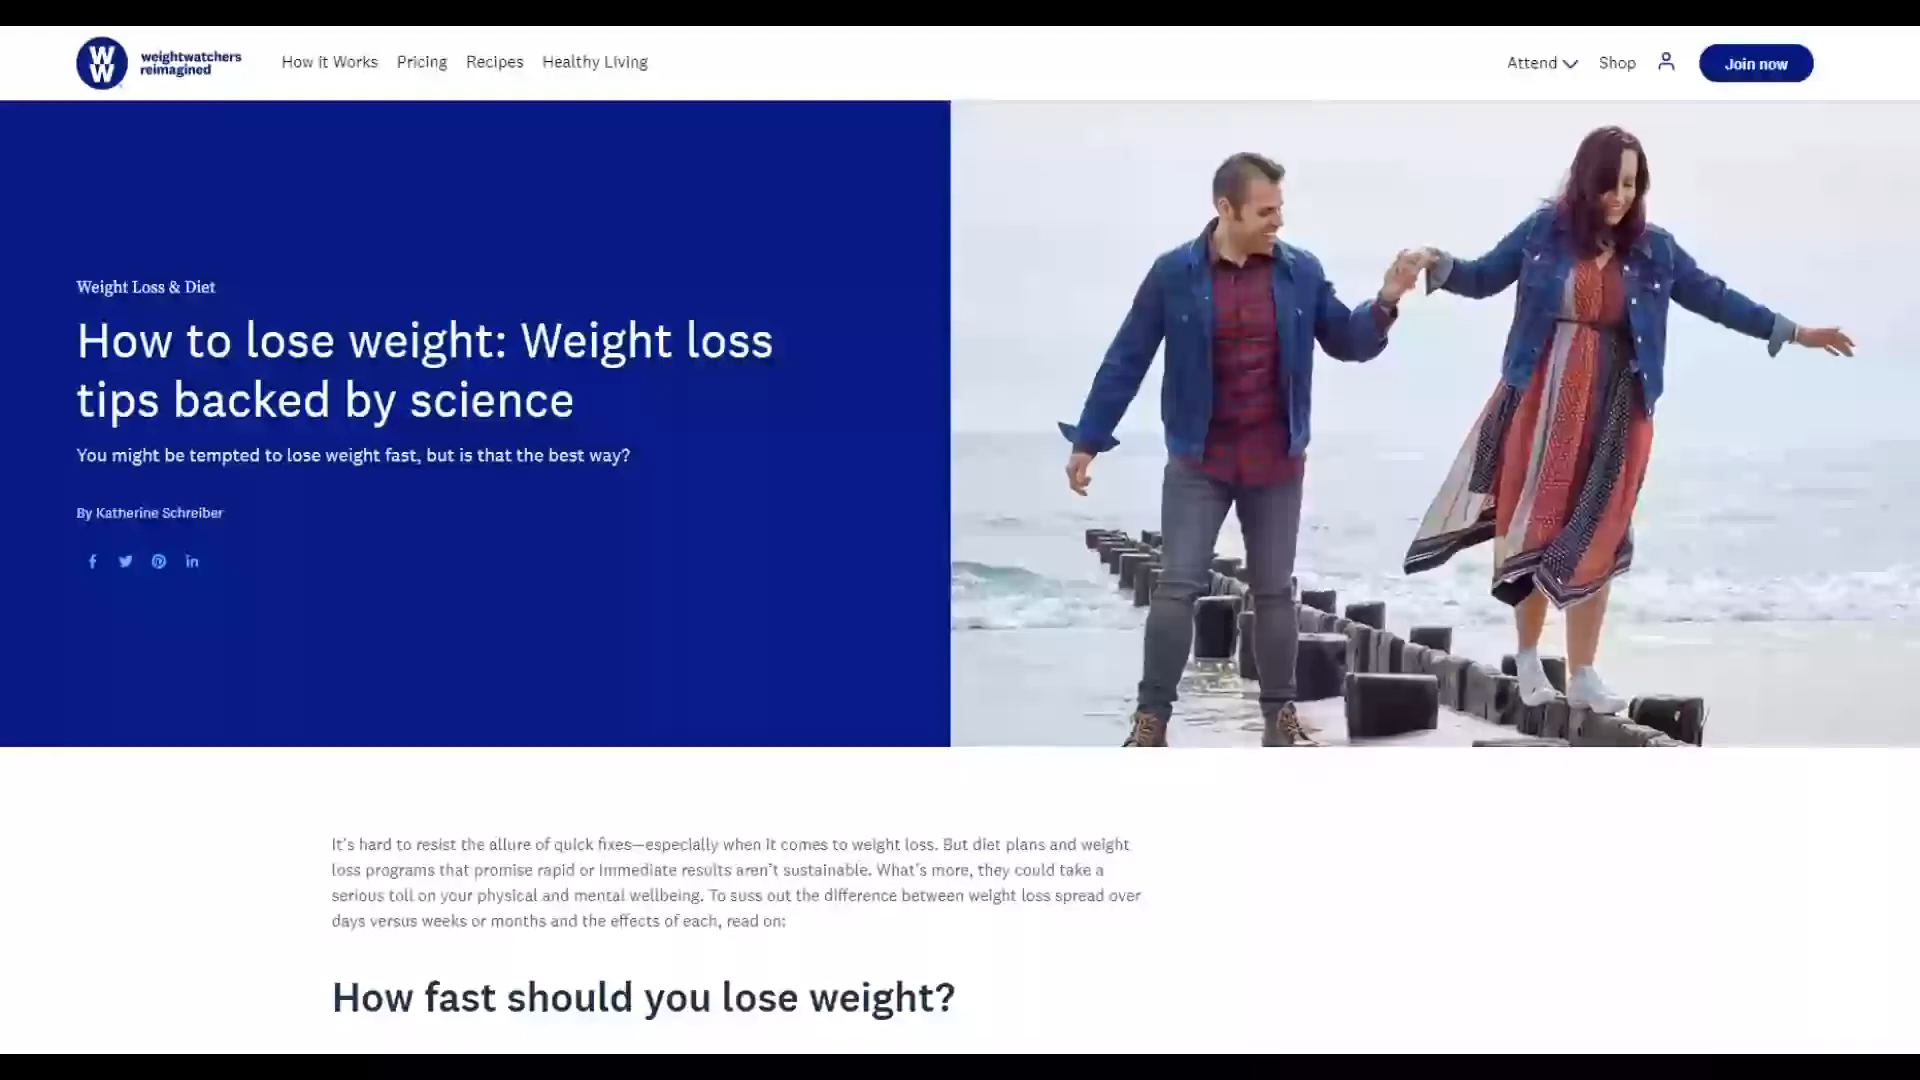 weightwatchers
reimagined
How it Works Pricing Recipes Healthy Living
Attend Shop Join now
Weight Loss & Diet
How to lose weight: Weight loss
tips backed by science
You might be tempted to lose weight fast, but is that the best way?
By Katherine Schreiber
It's hard to resist the allure of quick fixes—especially when it comes to weight loss. But diet plans and weight
loss programs that promise rapid or immediate results aren't sustainable. What's more, they could take a
serious toll on your physical and mental wellbeing. To suss out the difference between weight loss spread over
days versus weeks or months and the effects of each, read on:
How fast should you lose weight?